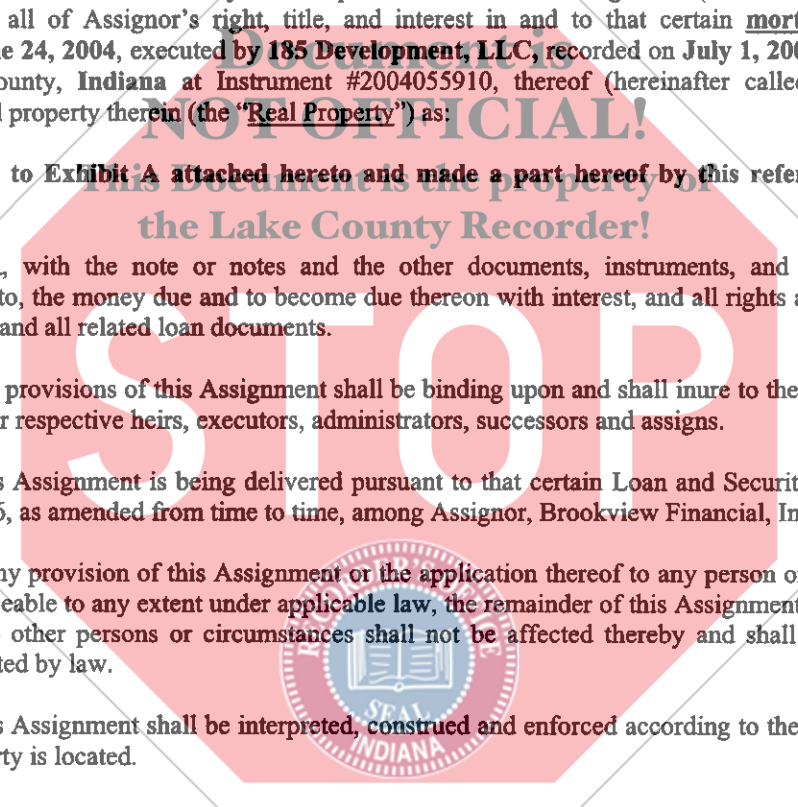 all of Assignor's right, title, and interest in and to that certain mort
ne 24, 2004, executed by 185 Development, LLC, recorded on July 1, 200
ounty, Indiana at Instrument #2004055910, thereof (hereinafter called
l property therein (the "Real Property") as:
Document is
NOT OFFICIAL!
This Document is the property of
the Lake County Recorder!
to Exhibit A attached hereto and made a part hereof by this refer
, with the note or notes and the other documents, instruments, and
to, the money due and to become due thereon with interest, and all rights a
and all related loan documents.
STOP
provisions of this Assignment shall be binding upon and shall inure to the
r respective heirs, executors, administrators, successors and assigns.
s Assignment is being delivered pursuant to that certain Loan and Securit
5, as amended from time to time, among Assignor, Brookview Financial, In
ny provision of this Assignment or the application thereof to any person or
eable to any extent under applicable law, the remainder of this Assignment
other persons or circumstances shall not be affected thereby and shall
ted by law.
RECORDER'S OFFICE
SEAL
INDIANA
s Assignment shall be interpreted, construed and enforced according to the
rty is located.